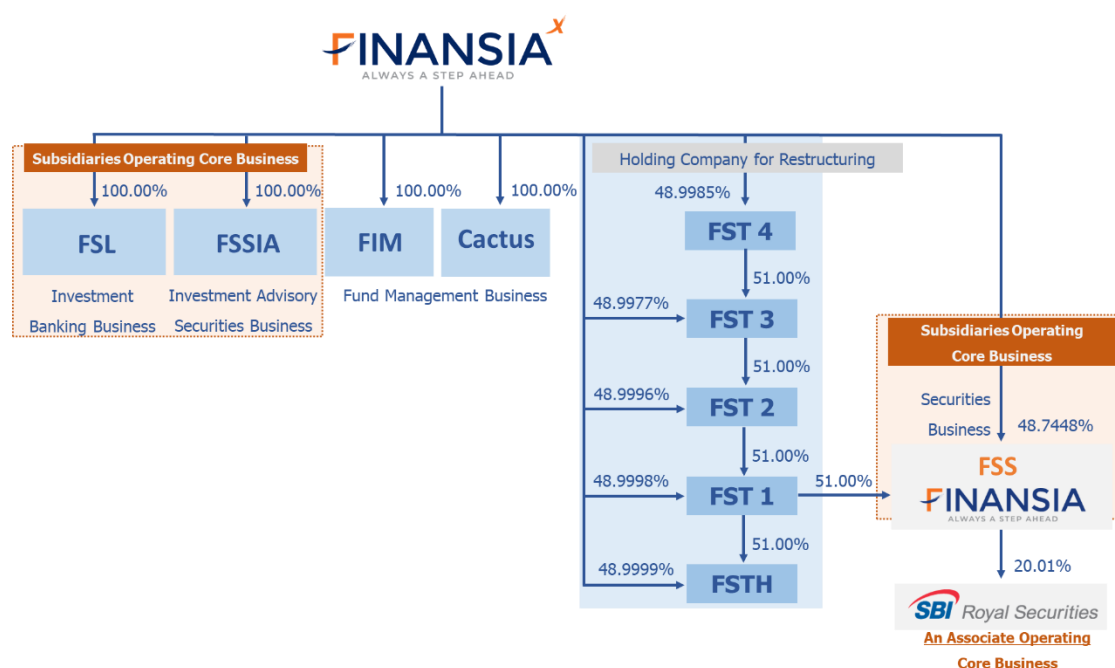 FINANSIA X
ALWAYS A STEP AHEAD
Subsidiaries Operating Core Business
Holding Company for Restructuring
100.00%
100.00%
100.00%
100.00%
48.9985%
FSL
FSSIA
FIM
Cactus
FST 4
Investment
Banking Business
Investment Advisory
Securities Business
Fund Management Business
51.00%
48.9977%
FST 3
51.00%
48.9996%
FST 2
51.00%
48.9998%
FST 1
51.00%
51.00%
48.9999%
FSTH
Subsidiaries Operating
Core Business
Securities
Business
48.7448%
FSS
FINANSIA
ALWAYS A STEP AHEAD
20.01%
SBI Royal Securities
An Associate Operating
Core Business